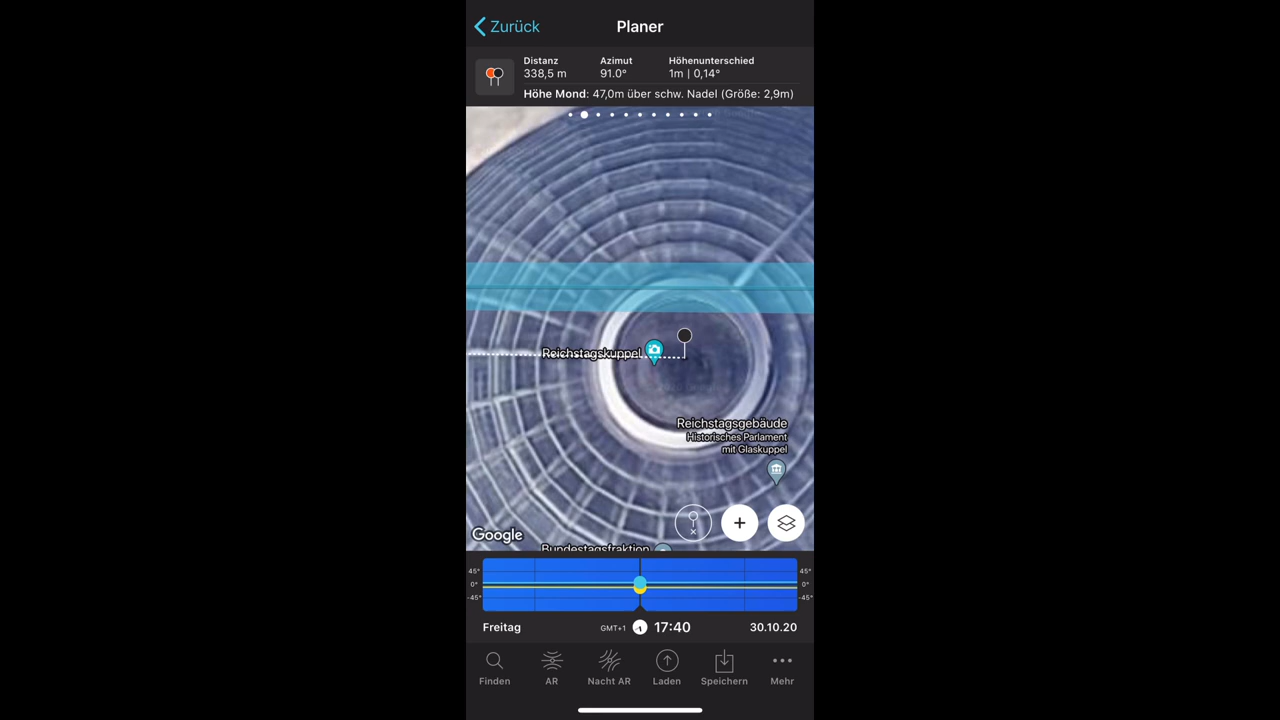 Zurück
Planer
Distanz
Azimut
Höhenunterschied
338,5 m
91.0°
1m | 0,14°
Höhe Mond: 47,0m über schw. Nadel (Größe: 2,9m)
Reichstagskuppel
Reichstagsgebäude
Historisches Parlament
mit Glaskuppel
Google
Bundestagsfraktion
45°
45°
0°
0°
-45°
-45°
Freitag
GMT+1
17:40
30.10.20
Finden
AR
Nacht AR
Laden
Speichern
Mehr